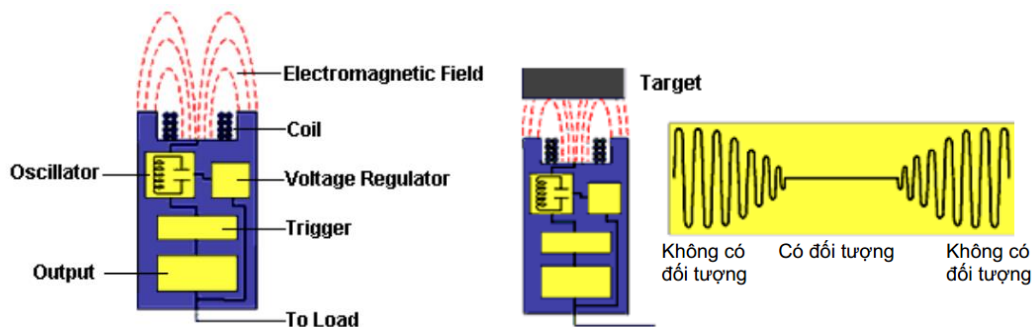 Electromagnetic Field
Coil
Oscillator
Voltage Regulator
Trigger
Output
To Load
Target
Không có
đối tượng
Có đối tượng
Không có
đối tượng